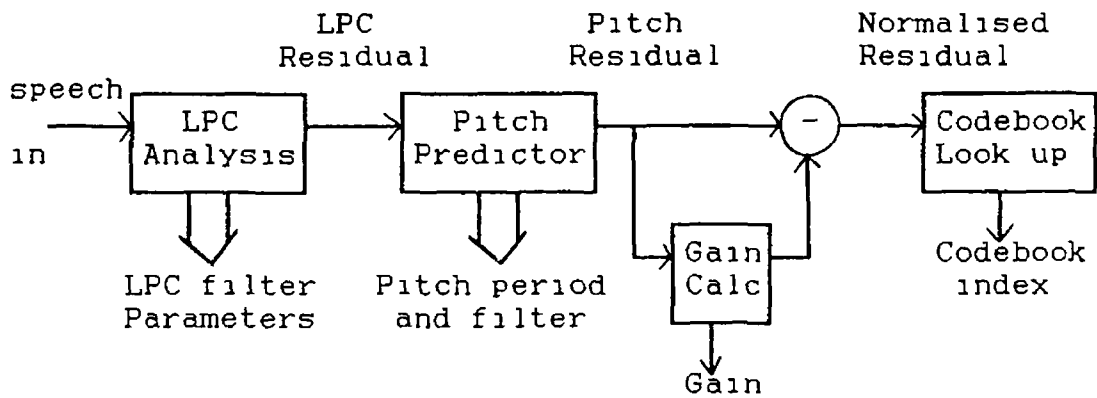 LPC
Residual
Pitch
Residual
Normalised
Residual
speech
in
LPC
Analysis
Pitch
Predictor
-
Codebook
Look up
Gain
Calc
LPC filter
Parameters
Pitch period
and filter
Codebook
index
Gain